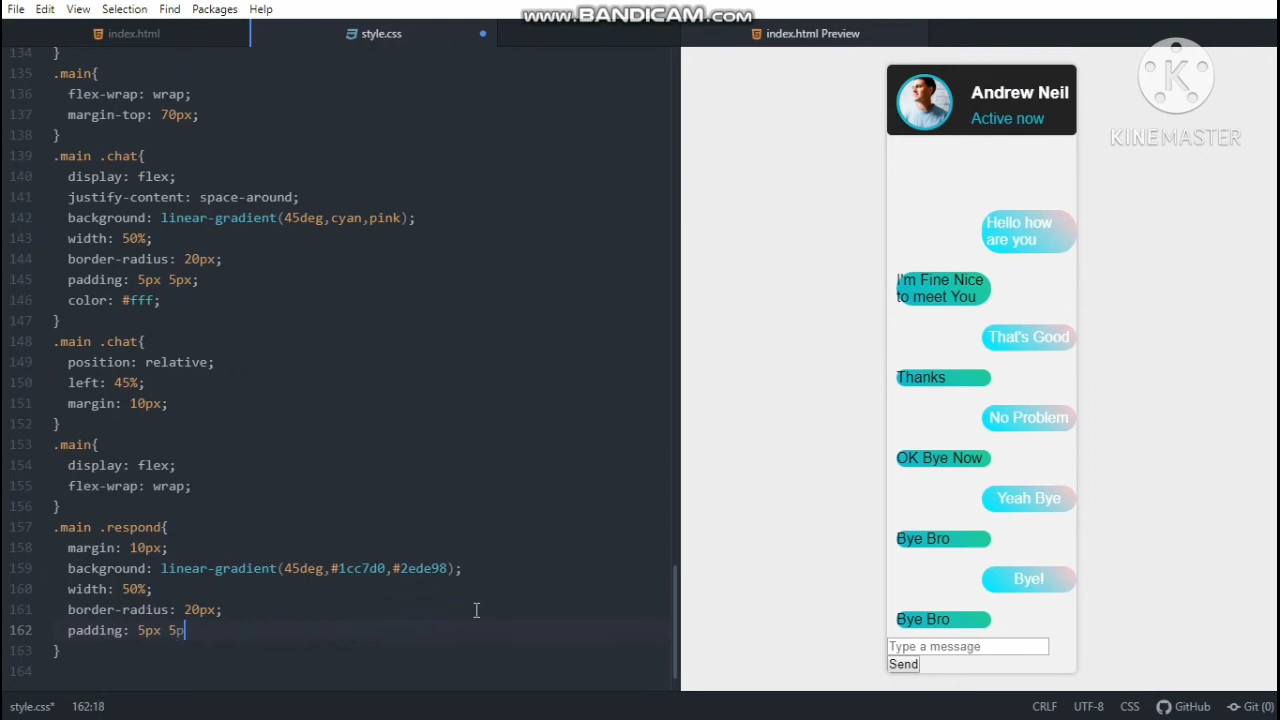 www.BANDICAM.com
File Edit View Selection Find Packages Help
index.html
style.css
index.html Preview
134 }
135 .main{
136 flex-wrap: wrap;
137 margin-top: 70px;
138 }
139 .main .chat{
140 display: flex;
141 justify-content: space-around;
142 background: linear-gradient(45deg,cyan,pink);
143 width: 50%;
144 border-radius: 20px;
145 padding: 5px 5px;
146 color: #fff;
147 }
148 .main .chat{
149 position: relative;
150 left: 45%;
151 margin: 10px;
152 }
153 .main{
154 display: flex;
155 flex-wrap: wrap;
156 }
157 .main .respond{
158 margin: 10px;
159 background: linear-gradient(45deg,#1cc7d0,#2ede98);
160 width: 50%;
161 border-radius: 20px;
162 padding: 5px 5p
163 }
164
Andrew Neil
Active now
Hello how
are you
I'm Fine Nice
to meet You
That's Good
Thanks
No Problem
OK Bye Now
Yeah Bye
Bye Bro
Bye!
Bye Bro
Type a message
Send
K
KINEMASTER
style.css* 162:18
CRLF UTF-8 CSS GitHub Git (0)